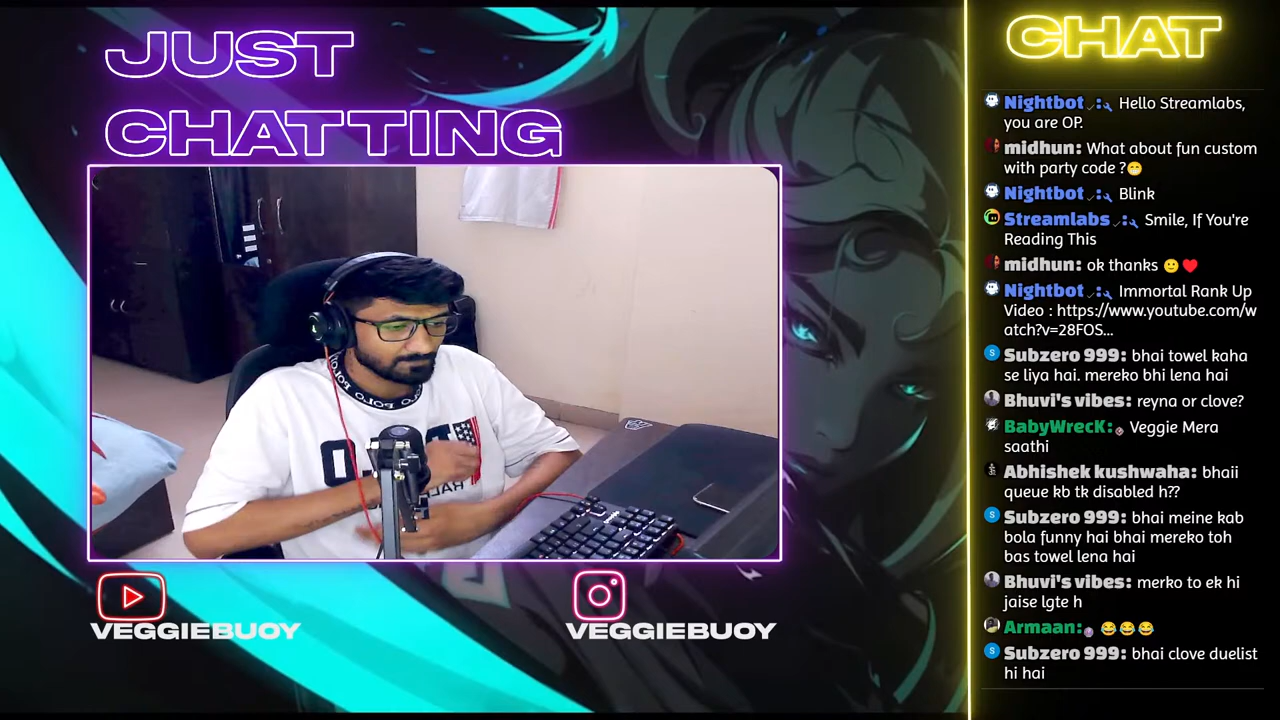 JUST
CHATTING
VEGGIEBUOY
VEGGIEBUOY
CHAT
Nightbot: Hello Streamlabs,
you are OP.
midhun: What about fun custom
with party code ?😁
Nightbot: Blink
Streamlabs: Smile, If You're
Reading This
midhun: ok thanks 🙂♥️
Nightbot: Immortal Rank Up
Video : https://www.youtube.com/w
atch?v=28FOS...
Subzero 999: bhai towel kaha
se liya hai. mereko bhi lena hai
Bhuvi's vibes: reyna or clove?
BabyWrecK: Veggie Mera
saathi
Abhishek kushwaha: bhaii
queue kb tk disabled h??
Subzero 999: bhai meine kab
bola funny hai bhai mereko toh
bas towel lena hai
Bhuvi's vibes: merko to ek hi
jaise lgte h
Armaan: 😂😂😂
Subzero 999: bhai clove duelist
hi hai